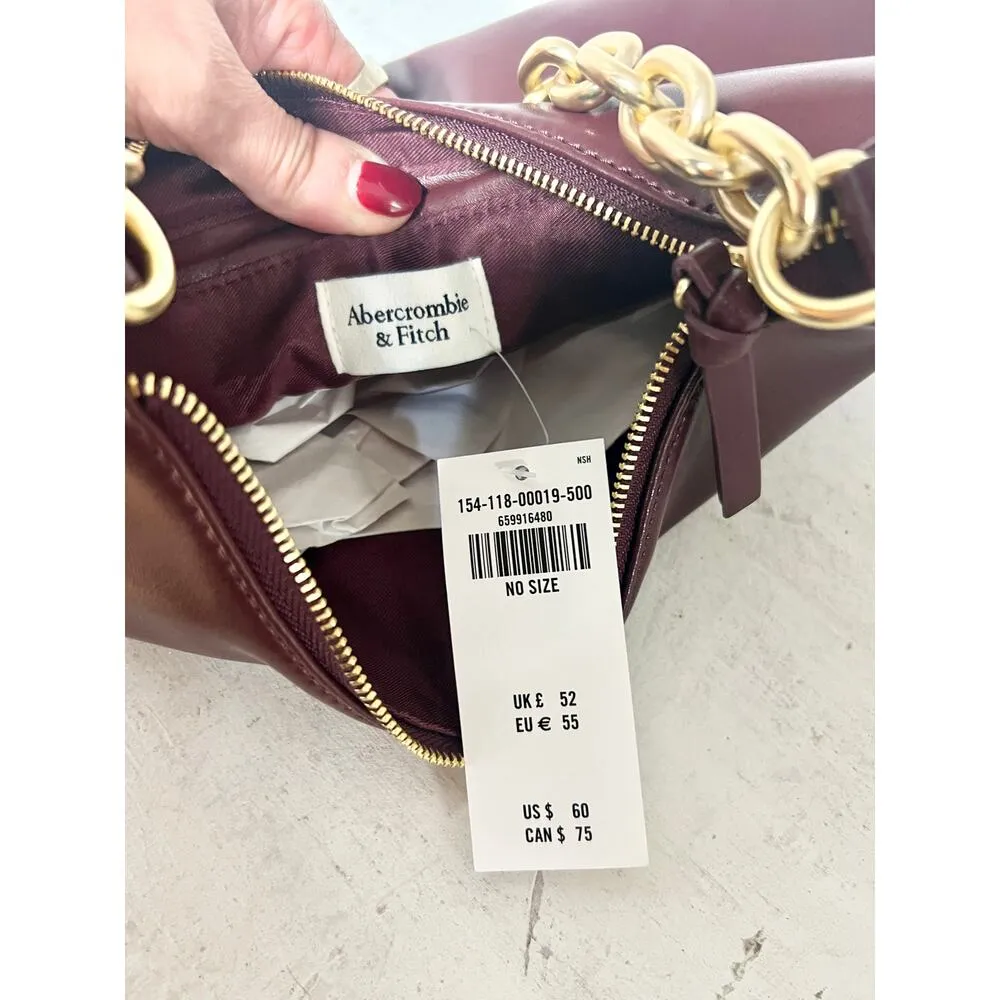 Abercrombie
& Fitch
NSH
154-118-00019-500
659916480
NO SIZE
UK £ 52
EU € 55
US $ 60
CAN $ 75